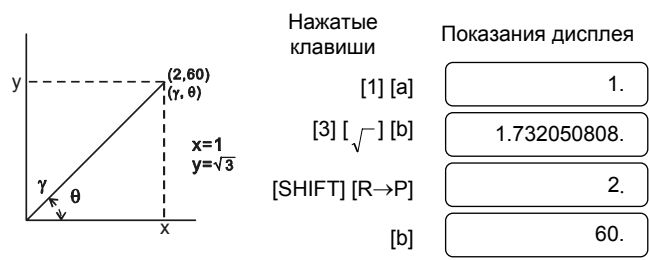 Нажатые
клавиши
Показания дисплея
y
(2,60)
(γ, θ)
x=1
y=√3
γ
θ
x
[1] [a]
1.
[3] [√] [b]
1.732050808.
[SHIFT] [R→P]
2.
[b]
60.